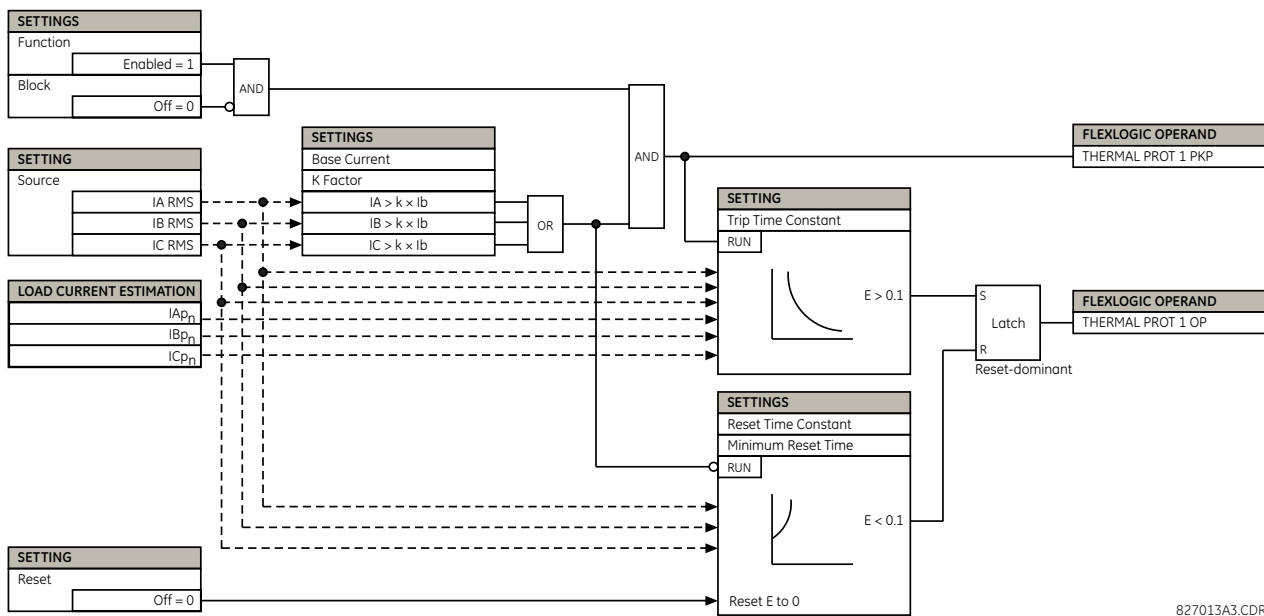 SETTINGS
Function
Enabled = 1
Block
Off = 0
AND
SETTING
Source
IA RMS
IB RMS
IC RMS
SETTINGS
Base Current
K Factor
IA > k × Ib
IB > k × Ib
IC > k × Ib
OR
AND
FLEXLOGIC OPERAND
THERMAL PROT 1 PKP
SETTING
Trip Time Constant
RUN
E > 0.1
LOAD CURRENT ESTIMATION
IApn
IBpn
ICpn
S
Latch
R
Reset-dominant
FLEXLOGIC OPERAND
THERMAL PROT 1 OP
SETTINGS
Reset Time Constant
Minimum Reset Time
RUN
E < 0.1
Reset E to 0
SETTING
Reset
Off = 0
827013A3.CDR